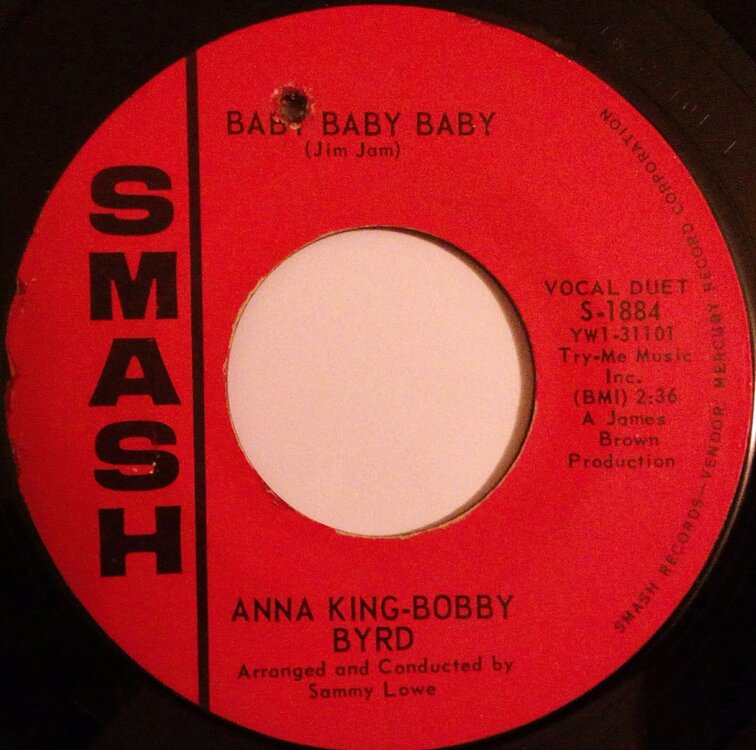 SMASH
BABY BABY BABY
(Jim Jam)
VOCAL DUET
S-1884
YW1-31101
Try-Me Music
Inc.
(BMI) 2:36
A James
Brown
Production
SMASH RECORDS—VENDOR: MERCURY RECORD CORPORATION
ANNA KING-BOBBY
BYRD
Arranged and Conducted by
Sammy Lowe